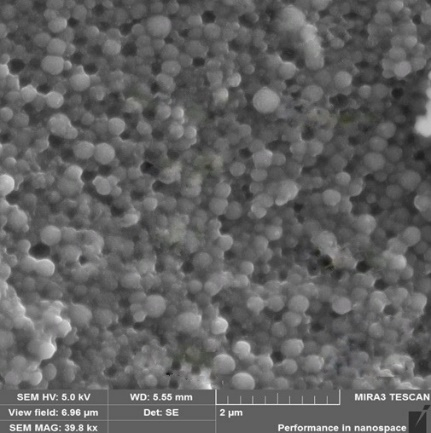 SEM HV: 5.0 kV WD: 5.55 mm MIRA3 TESCAN
View field: 6.96 µm Det: SE 2 µm
SEM MAG: 39.8 kx Performance in nanospace